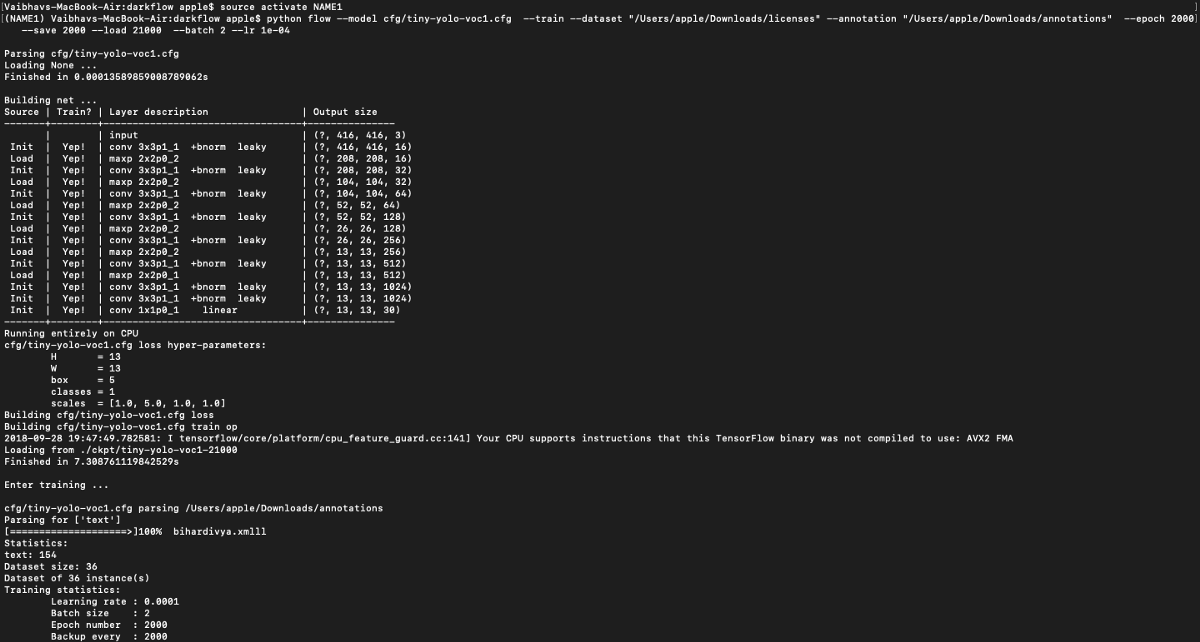 [Vaibhavs-MacBook-Air:darkflow apple$ source activate NAME1 ]
[(NAME1) Vaibhavs-MacBook-Air:darkflow apple$ python flow --model cfg/tiny-yolo-voc1.cfg  --train --dataset "/Users/apple/Downloads/licenses" --annotation "/Users/apple/Downloads/annotations"  --epoch 2000]
   --save 2000 --load 21000  --batch 2 --lr 1e-04
Parsing cfg/tiny-yolo-voc1.cfg
Loading None ...
Finished in 0.00013589859008789062s
Building net ...
Source | Train? | Layer description                | Output size
-------+--------+----------------------------------+---------------
       |        | input                            | (?, 416, 416, 3)
 Init  |  Yep!  | conv 3x3p1_1  +bnorm  leaky      | (?, 416, 416, 16)
 Load  |  Yep!  | maxp 2x2p0_2                     | (?, 208, 208, 16)
 Init  |  Yep!  | conv 3x3p1_1  +bnorm  leaky      | (?, 208, 208, 32)
 Load  |  Yep!  | maxp 2x2p0_2                     | (?, 104, 104, 32)
 Init  |  Yep!  | conv 3x3p1_1  +bnorm  leaky      | (?, 104, 104, 64)
 Load  |  Yep!  | maxp 2x2p0_2                     | (?, 52, 52, 64)
 Init  |  Yep!  | conv 3x3p1_1  +bnorm  leaky      | (?, 52, 52, 128)
 Load  |  Yep!  | maxp 2x2p0_2                     | (?, 26, 26, 128)
 Init  |  Yep!  | conv 3x3p1_1  +bnorm  leaky      | (?, 26, 26, 256)
 Load  |  Yep!  | maxp 2x2p0_2                     | (?, 13, 13, 256)
 Init  |  Yep!  | conv 3x3p1_1  +bnorm  leaky      | (?, 13, 13, 512)
 Load  |  Yep!  | maxp 2x2p0_1                     | (?, 13, 13, 512)
 Init  |  Yep!  | conv 3x3p1_1  +bnorm  leaky      | (?, 13, 13, 1024)
 Init  |  Yep!  | conv 3x3p1_1  +bnorm  leaky      | (?, 13, 13, 1024)
 Init  |  Yep!  | conv 1x1p0_1    linear           | (?, 13, 13, 30)
-------+--------+----------------------------------+---------------
Running entirely on CPU
cfg/tiny-yolo-voc1.cfg loss hyper-parameters:
        H       = 13
        W       = 13
        box     = 5
        classes = 1
        scales  = [1.0, 5.0, 1.0, 1.0]
Building cfg/tiny-yolo-voc1.cfg loss
Building cfg/tiny-yolo-voc1.cfg train op
2018-09-28 19:47:49.782581: I tensorflow/core/platform/cpu_feature_guard.cc:141] Your CPU supports instructions that this TensorFlow binary was not compiled to use: AVX2 FMA
Loading from ./ckpt/tiny-yolo-voc1-21000
Finished in 7.308761119842529s
Enter training ...
cfg/tiny-yolo-voc1.cfg parsing /Users/apple/Downloads/annotations
Parsing for ['text']
[====================>]100%  bihardivya.xmlll
Statistics:
text: 154
Dataset size: 36
Dataset of 36 instance(s)
Training statistics:
        Learning rate : 0.0001
        Batch size    : 2
        Epoch number  : 2000
        Backup every  : 2000